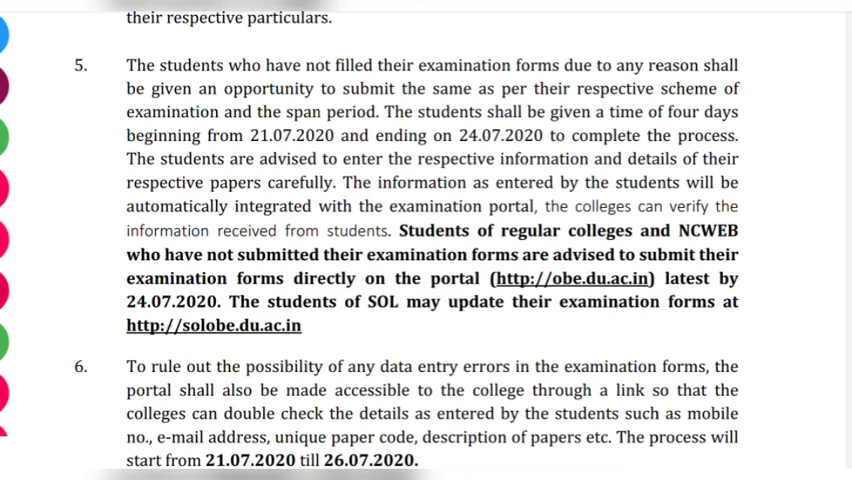 their respective particulars.
5. The students who have not filled their examination forms due to any reason shall
be given an opportunity to submit the same as per their respective scheme of
examination and the span period. The students shall be given a time of four days
beginning from 21.07.2020 and ending on 24.07.2020 to complete the process.
The students are advised to enter the respective information and details of their
respective papers carefully. The information as entered by the students will be
automatically integrated with the examination portal, the colleges can verify the
information received from students. Students of regular colleges and NCWEB
who have not submitted their examination forms are advised to submit their
examination forms directly on the portal (http://obe.du.ac.in) latest by
24.07.2020. The students of SOL may update their examination forms at
http://solobe.du.ac.in
6. To rule out the possibility of any data entry errors in the examination forms, the
portal shall also be made accessible to the college through a link so that the
colleges can double check the details as entered by the students such as mobile
no., e-mail address, unique paper code, description of papers etc. The process will
start from 21.07.2020 till 26.07.2020.